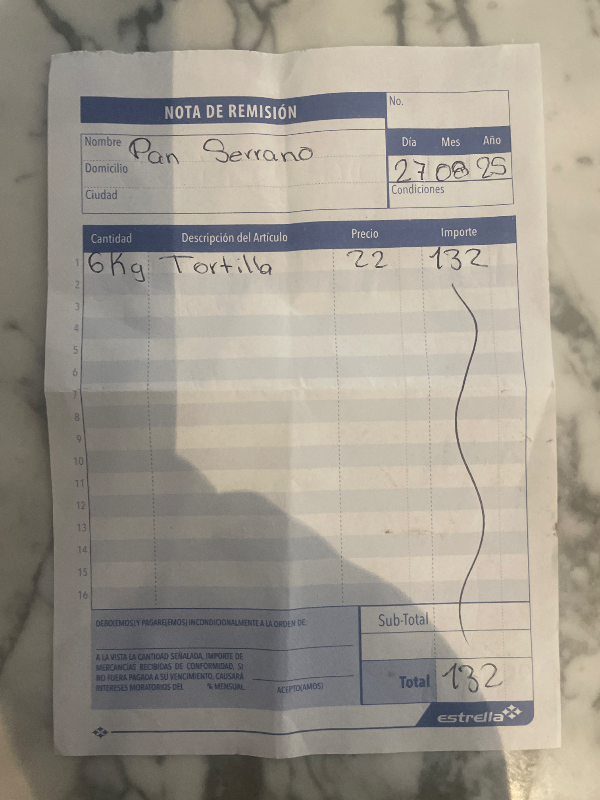 NOTA DE REMISIÓN
No.
Nombre Pan Serrano
Domicilio
Ciudad
Día Mes Año
27 08 25
Condiciones
Cantidad Descripción del Artículo Precio Importe
1 6Kg Tortilla 22 132
2
3
4
5
6
7
8
9
10
11
12
13
14
15
16
DEBO(EMOS) Y PAGARE(EMOS) INCONDICIONALMENTE A LA ORDEN DE:
A LA VISTA LA CANTIDAD SEÑALADA, IMPORTE DE
MERCANCIAS RECIBIDAS DE CONFORMIDAD, SI
NO FUERA PAGADA A SU VENCIMIENTO, CAUSARÁ
INTERESES MORATORIOS DEL % MENSUAL
ACEPTO(AMOS)
Sub-Total
Total 132
estrella